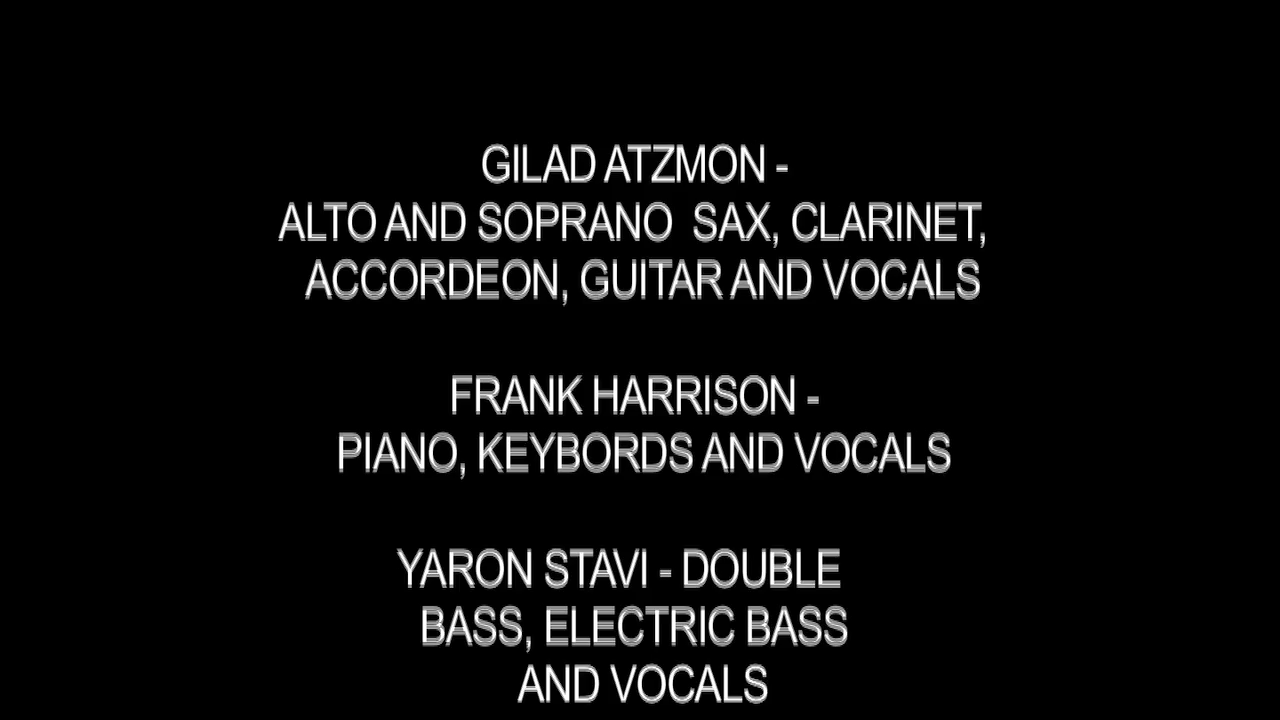 GILAD ATZMON -
ALTO AND SOPRANO  SAX, CLARINET,
ACCORDEON, GUITAR AND VOCALS
FRANK HARRISON -
PIANO, KEYBORDS AND VOCALS
YARON STAVI - DOUBLE
BASS, ELECTRIC BASS
AND VOCALS